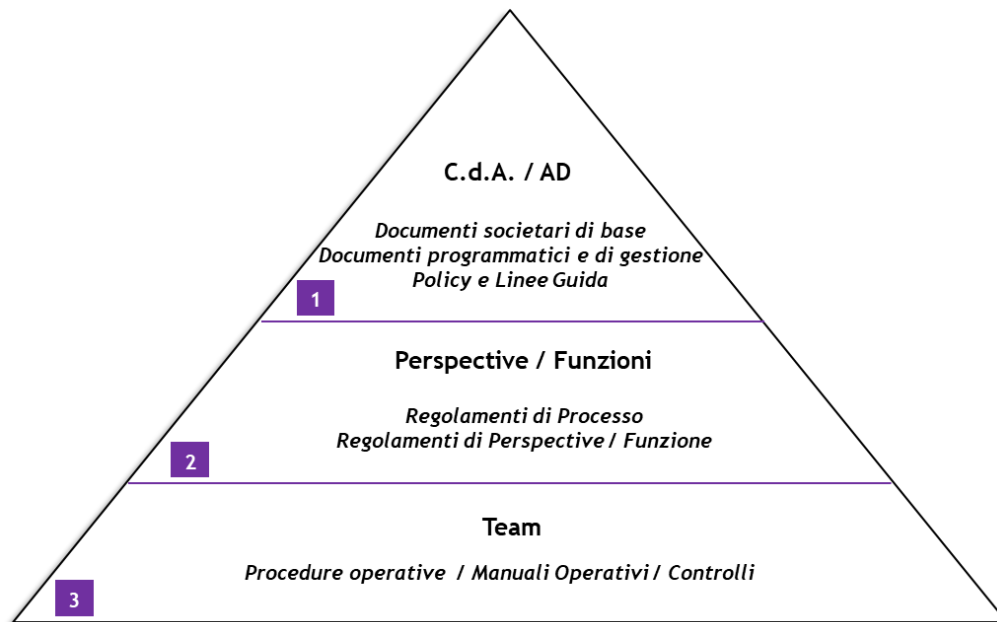 C.d.A. / AD
Documenti societari di base
Documenti programmatici e di gestione
Policy e Linee Guida
1
Perspective / Funzioni
Regolamenti di Processo
Regolamenti di Perspective / Funzione
2
Team
Procedure operative / Manuali Operativi / Controlli
3